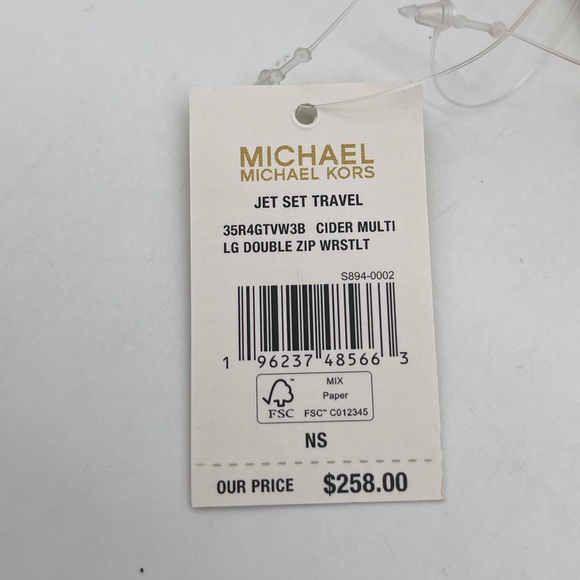 MICHAEL
MICHAEL KORS
JET SET TRAVEL
35R4GTVW3B CIDER MULTI
LG DOUBLE ZIP WRSTLT
S894-0002
1 96237 48566 3
MIX
Paper
FSC™ C012345
FSC
NS
OUR PRICE $258.00